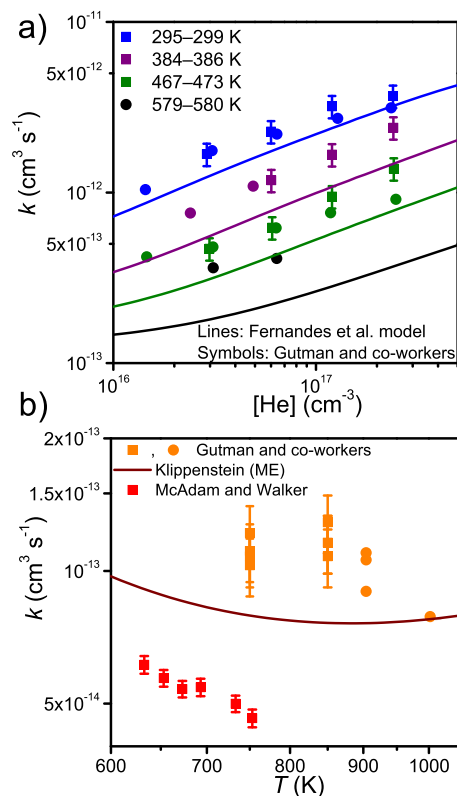 a)
10⁻¹¹
5x10⁻¹²
10⁻¹²
5x10⁻¹³
10⁻¹³
k (cm³ s⁻¹)
295–299 K
384–386 K
467–473 K
579–580 K
Lines: Fernandes et al. model
Symbols: Gutman and co-workers
10¹⁶ 10¹⁷
[He] (cm⁻³)
b)
2x10⁻¹³
1.5x10⁻¹³
10⁻¹³
5x10⁻¹⁴
k (cm³ s⁻¹)
, Gutman and co-workers
Klippenstein (ME)
McAdam and Walker
600 700 800 900 1000
T (K)